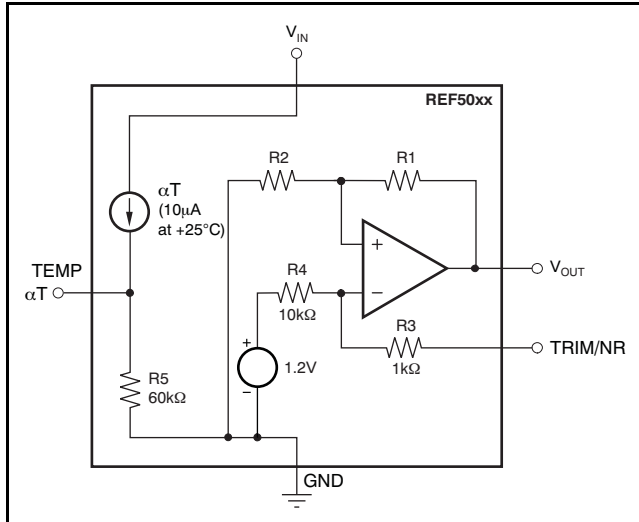 V_IN
REF50xx
R2
R1
αT
(10μA
at +25°C)
+
TEMP
αT
R4
10kΩ
−
V_OUT
R3
1kΩ
TRIM/NR
+
1.2V
−
R5
60kΩ
GND